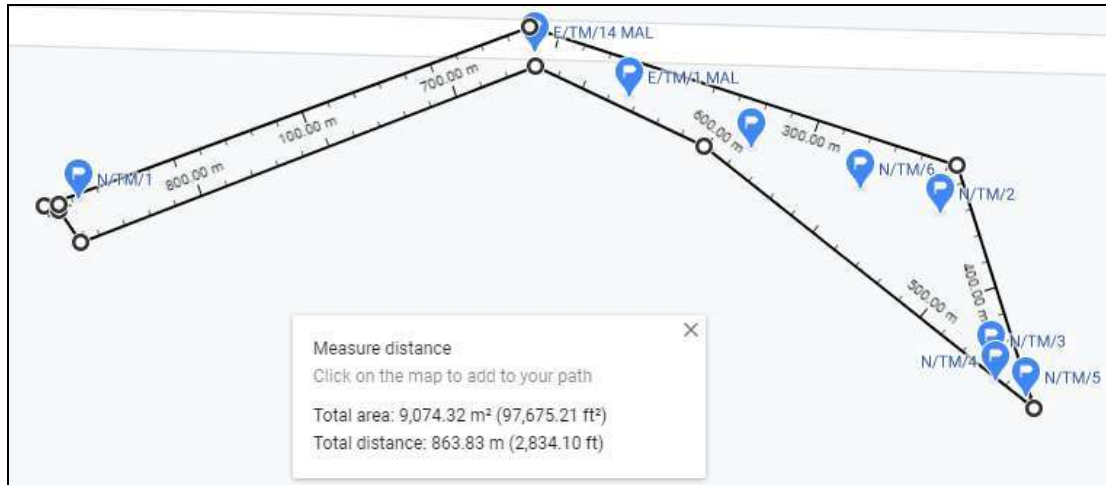 E/TM/14 MAL
E/TM/1 MAL
700.00 m
100.00 m
800.00 m
600.00 m
300.00 m
N/TM/1
N/TM/6
N/TM/2
400.00 m
500.00 m
N/TM/3
N/TM/4
N/TM/5
Measure distance
Click on the map to add to your path
Total area: 9,074.32 m² (97,675.21 ft²)
Total distance: 863.83 m (2,834.10 ft)